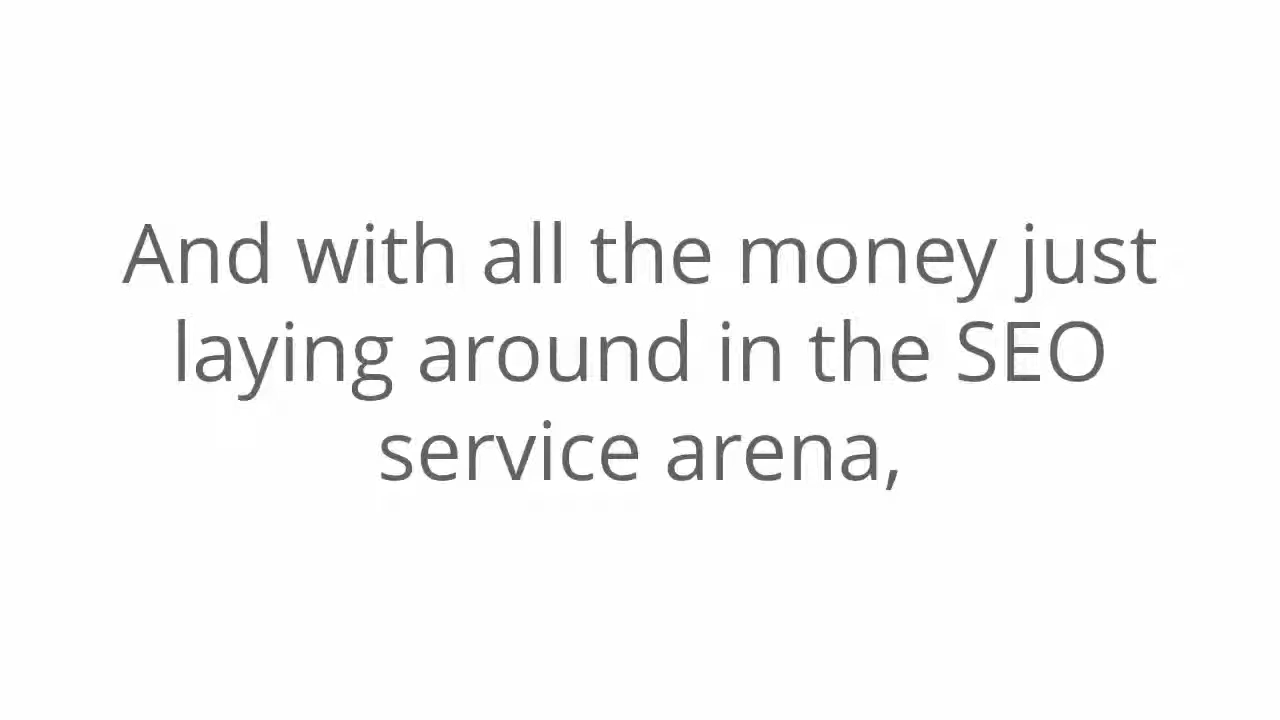 And with all the money just
laying around in the SEO
service arena,